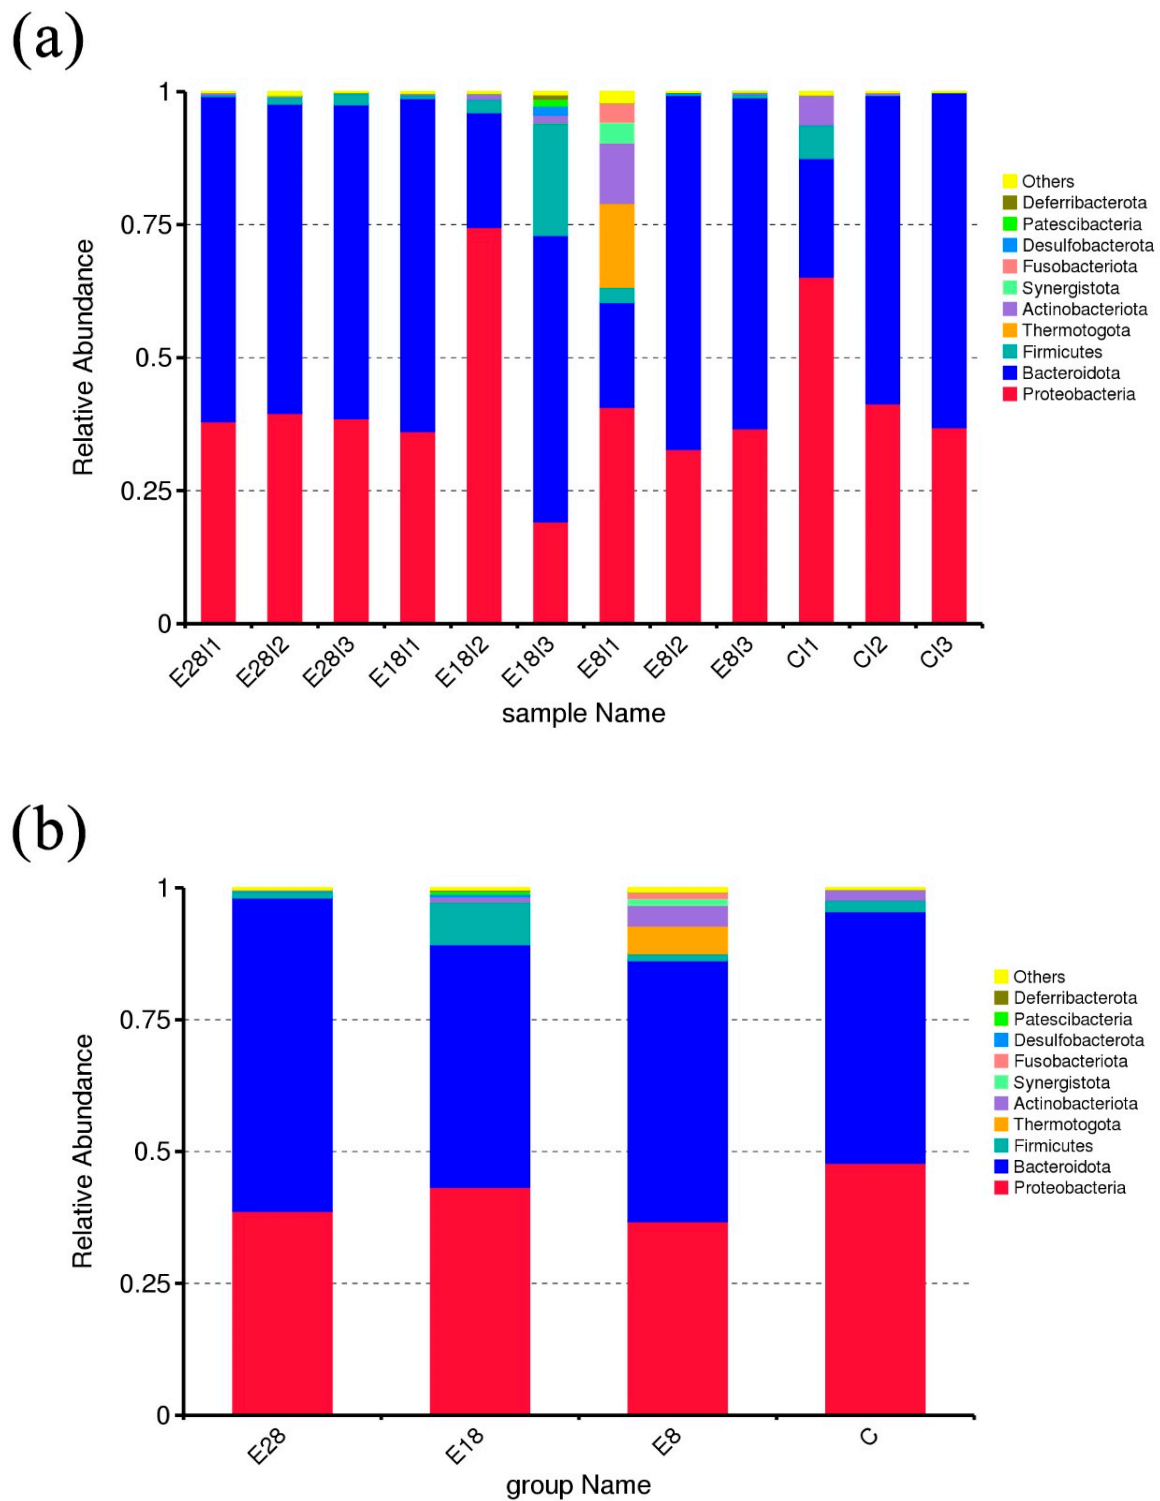 (a)
1
0.75
0.5
0.25
0
Relative Abundance
E28I1
E28I2
E28I3
E18I1
E18I2
E18I3
E8I1
E8I2
E8I3
CI1
CI2
CI3
sample Name
Others
Deferribacterota
Patescibacteria
Desulfobacterota
Fusobacteriota
Synergistota
Actinobacteriota
Thermotogota
Firmicutes
Bacteroidota
Proteobacteria
(b)
1
0.75
0.5
0.25
0
Relative Abundance
E28
E18
E8
C
group Name
Others
Deferribacterota
Patescibacteria
Desulfobacterota
Fusobacteriota
Synergistota
Actinobacteriota
Thermotogota
Firmicutes
Bacteroidota
Proteobacteria